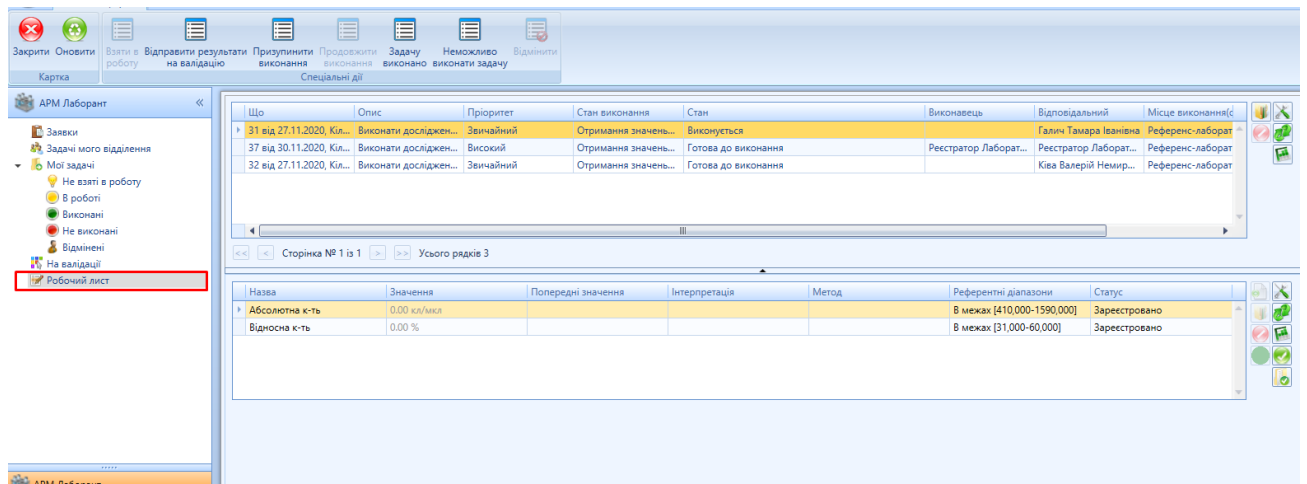 Закрити Оновити Взяти в роботу Відправити результати на валідацію Призупинити виконання Продовжити виконання Задачу виконано Неможливо виконати задачу Відмінити
Картка Спеціальні дії
АРМ Лаборант «
Заявки
Задачі мого відділення
Мої задачі
Не взяті в роботу
В роботі
Виконані
Не виконані
Відмінені
На валідації
Робочий лист
АРМ Лаборант
Що Опис Пріоритет Стан виконання Стан Виконавець Відповідальний Місце виконання(с
31 від 27.11.2020, Кіл... Виконати досліджен... Звичайний Отримання значень... Виконується Галич Тамара Іванівна Референс-лаборат
37 від 30.11.2020, Кіл... Виконати досліджен... Високий Отримання значень... Готова до виконання Реєстратор Лаборат... Реєстратор Лаборат... Референс-лаборат
32 від 27.11.2020, Кіл... Виконати досліджен... Звичайний Отримання значень... Готова до виконання Ківа Валерій Немир... Референс-лаборат
<< < Сторінка № 1 із 1 > >> Усього рядків 3
Назва Значення Попередні значення Інтерпретація Метод Референтні діапазони Статус
Абсолютна к-ть 0.00 кл/мкл В межах [410,000-1590,000] Зареєстровано
Відносна к-ть 0.00 % В межах [31,000-60,000] Зареєстровано